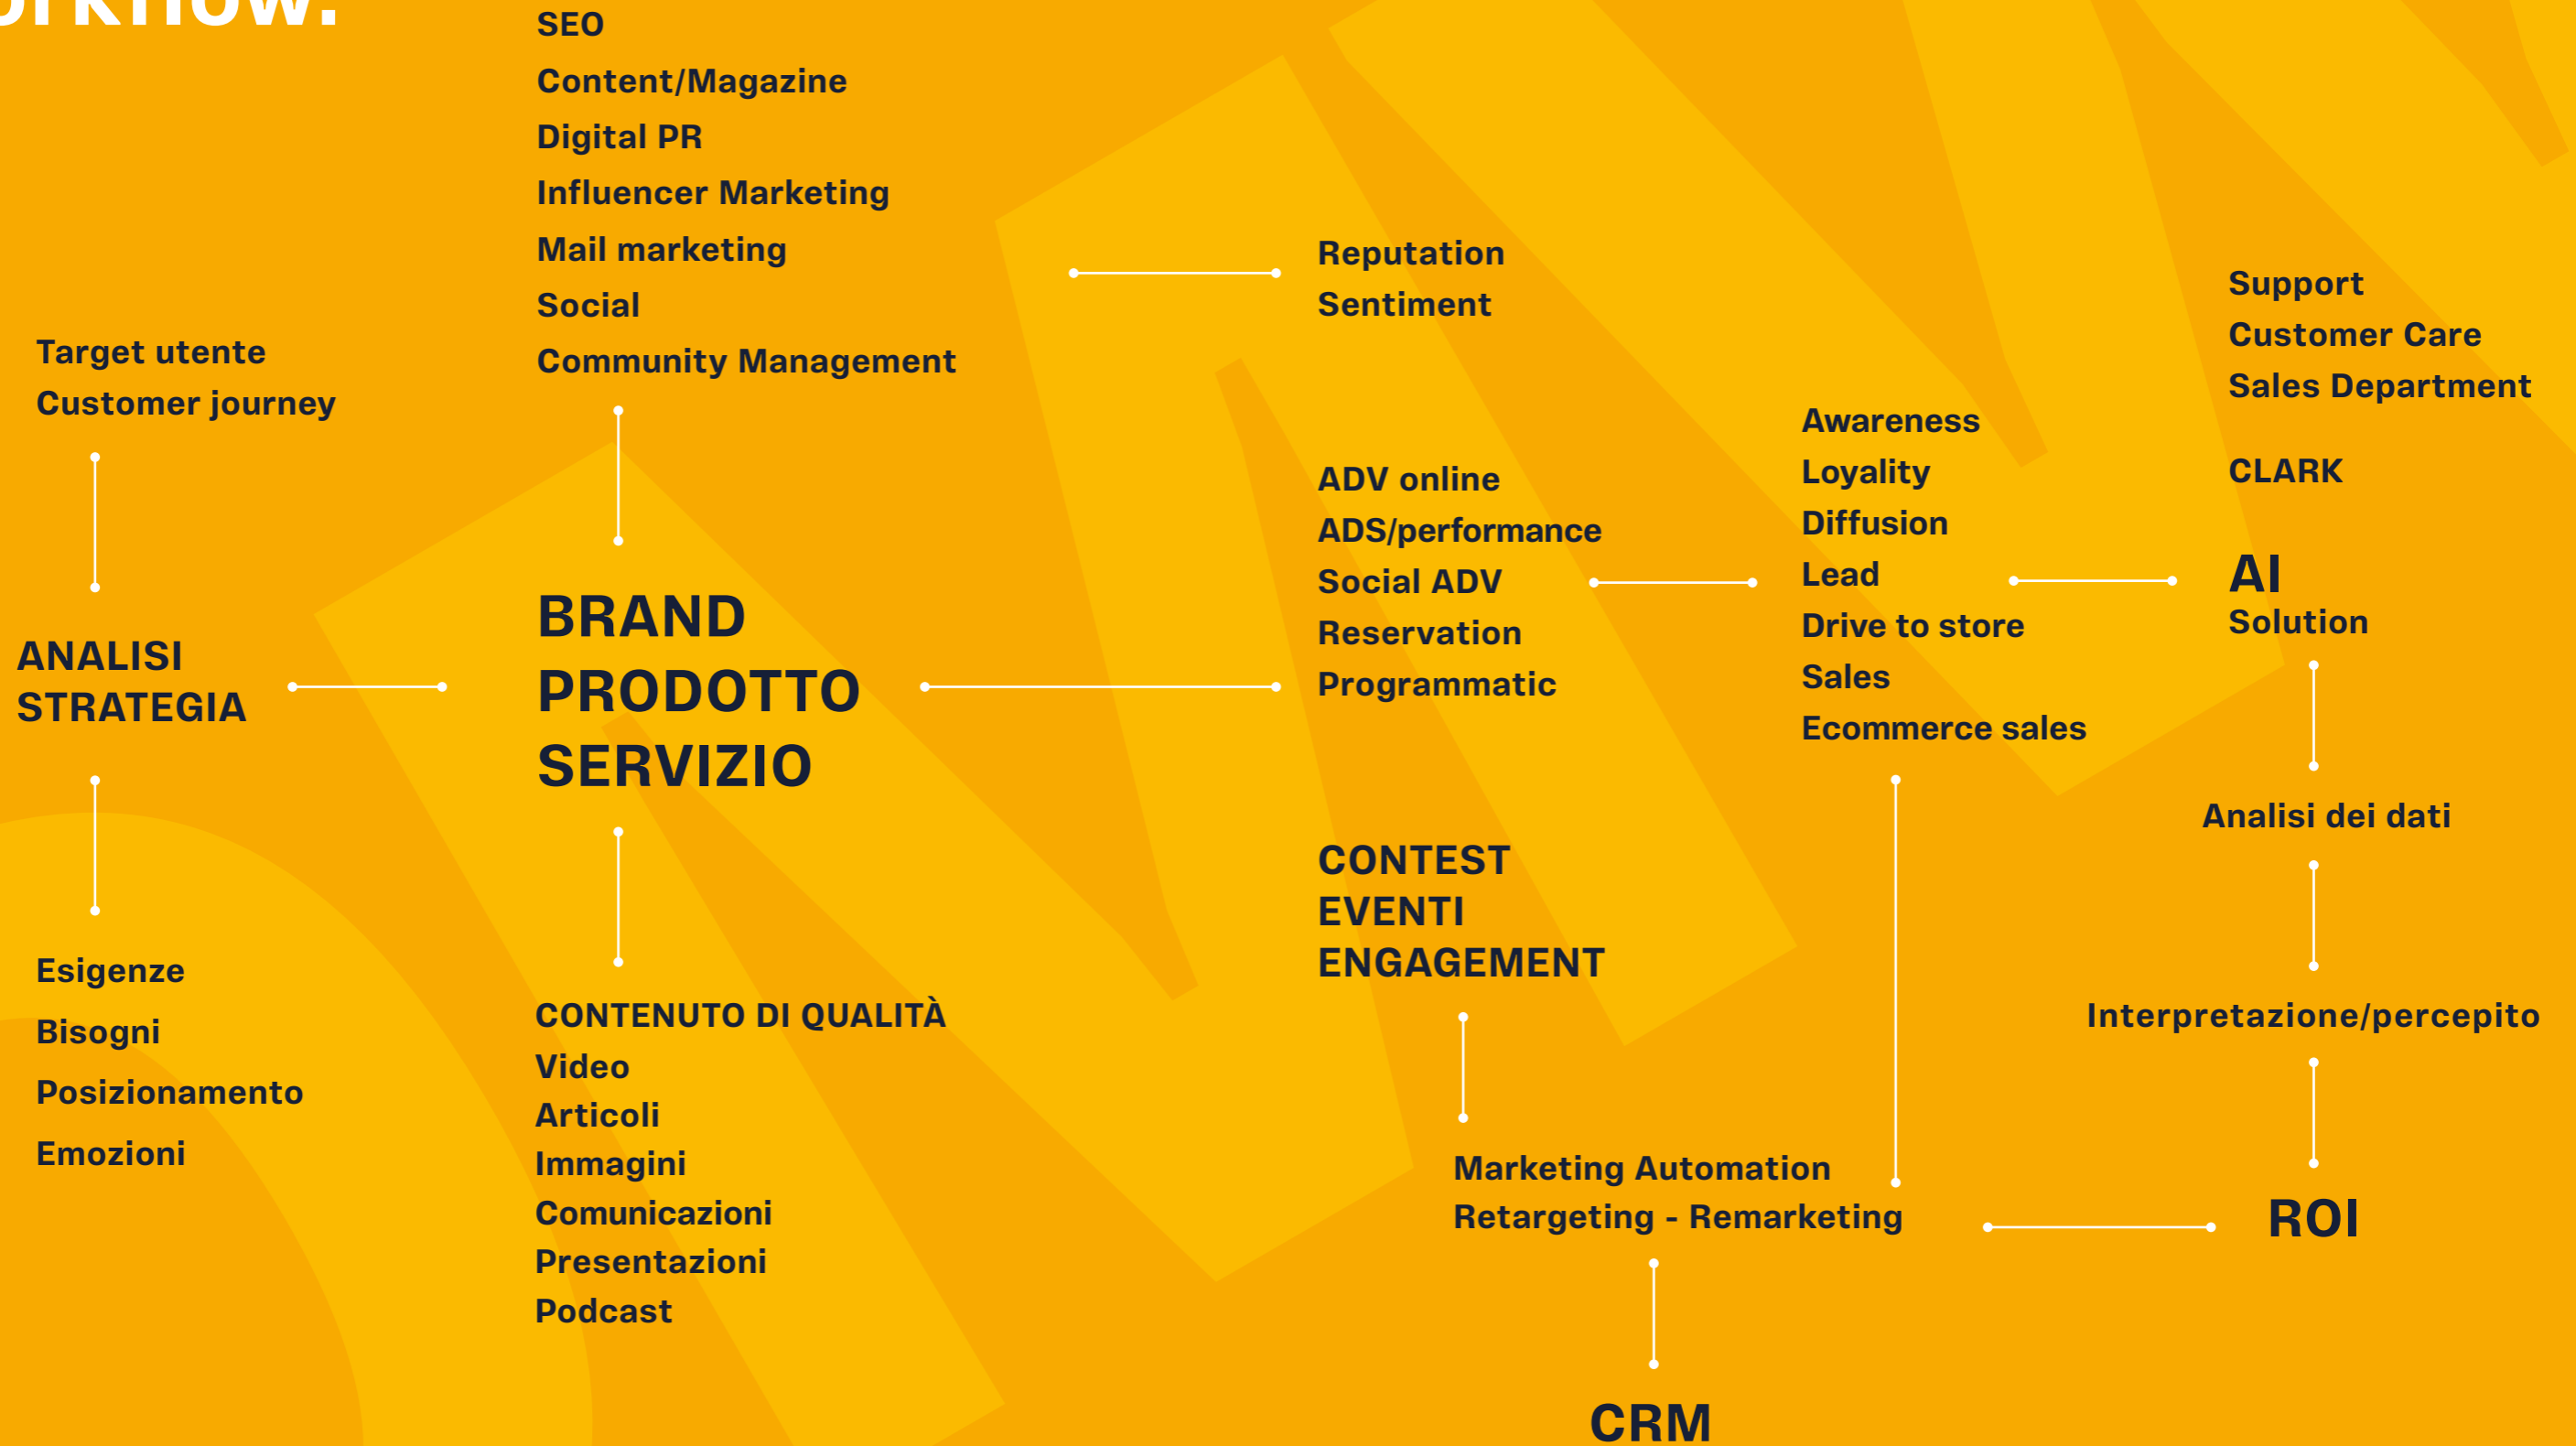 SEO
Content/Magazine
Digital PR
Influencer Marketing
Mail marketing
Social
Community Management
Target utente
Customer journey
ANALISI
STRATEGIA
Esigenze
Bisogni
Posizionamento
Emozioni
BRAND
PRODOTTO
SERVIZIO
CONTENUTO DI QUALITÀ
Video
Articoli
Immagini
Comunicazioni
Presentazioni
Podcast
Reputation
Sentiment
ADV online
ADS/performance
Social ADV
Reservation
Programmatic
CONTEST
EVENTI
ENGAGEMENT
Awareness
Loyality
Diffusion
Lead
Drive to store
Sales
Ecommerce sales
Marketing Automation
Retargeting - Remarketing
CRM
Support
Customer Care
Sales Department
CLARK
AI
Solution
Analisi dei dati
Interpretazione/percepito
ROI